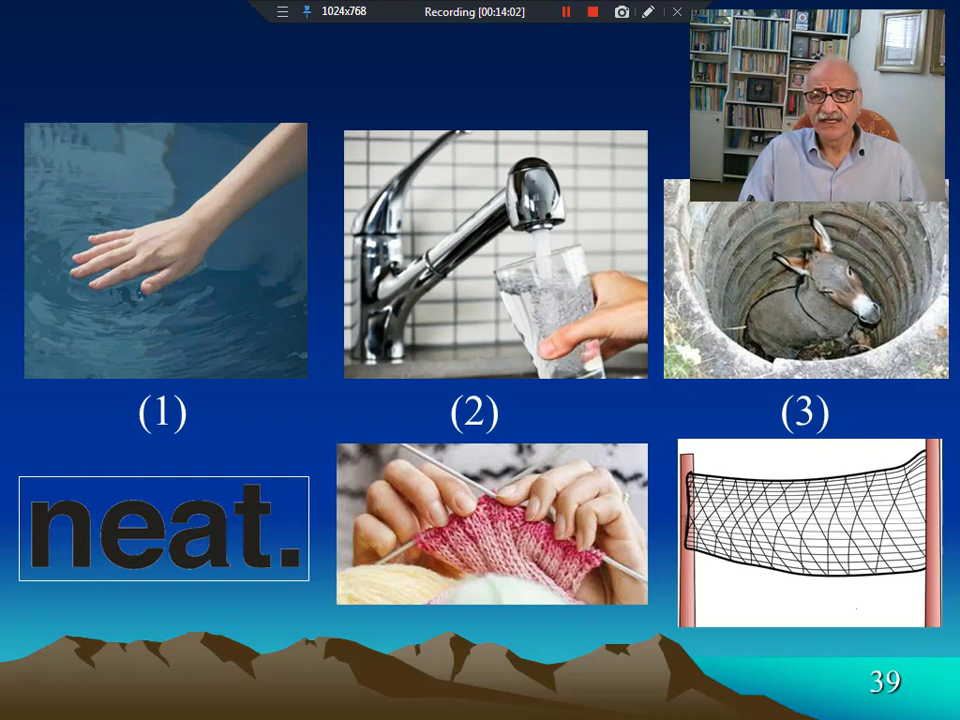 1024x768
Recording [00:14:02]
(1)
(2)
(3)
neat.
39